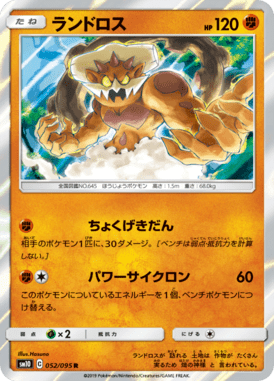 たね ランドロス HP 120
全国図鑑No.645 ほうじょうポケモン 高さ:1.5m 重さ:68.0kg
ちょくげきだん
相手のポケモン1匹に、30ダメージ。[ベンチは弱点・抵抗力を計算
しない。]
パワーサイクロン 60
このポケモンについているエネルギーを1個、ベンチポケモンにつ
け替える。
弱点 ×2 抵抗力 にげる
Illus. Hasuno
sm10 G 052/095 R
ランドロスが 訪れる 土地は 作物が たくさん
実るため 畑の 神様 と 言われている。
©2019 Pokémon/Nintendo/Creatures/GAME FREAK.